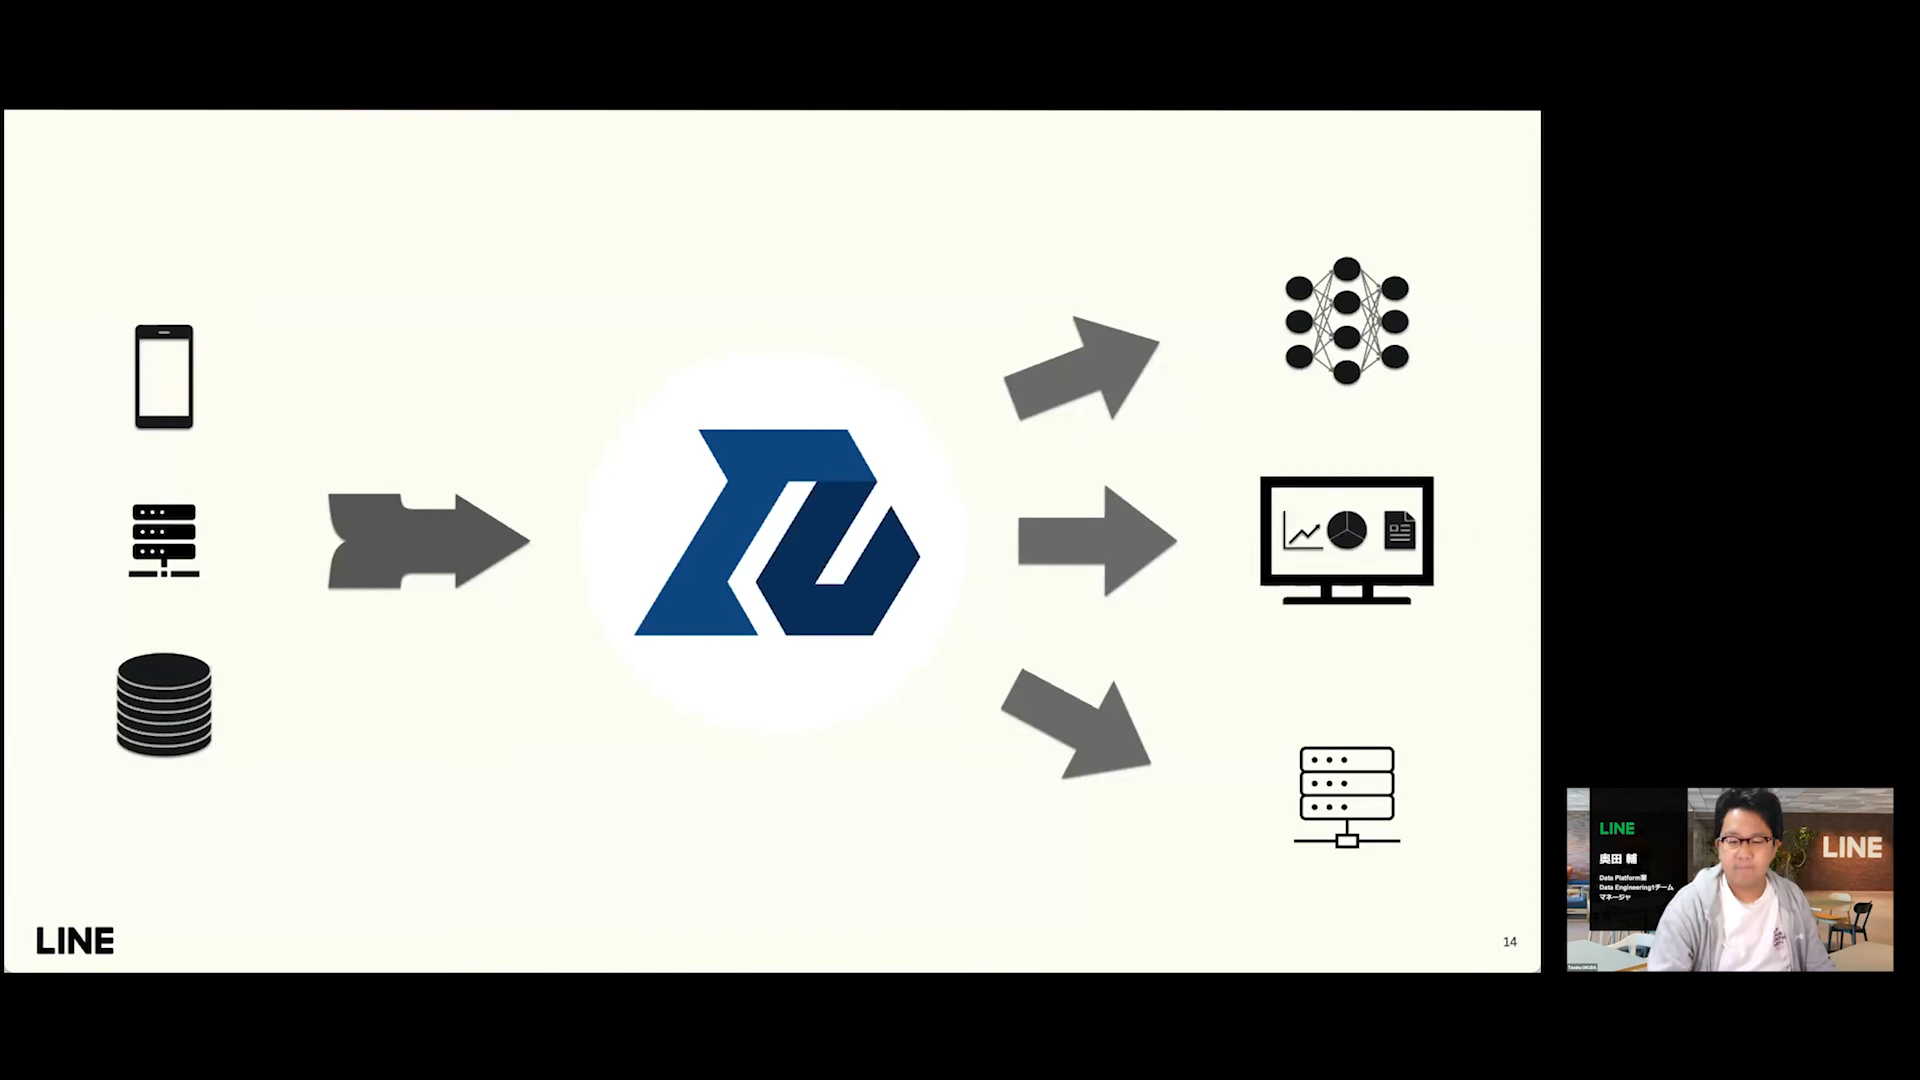 LINE
14
LINE
奥田 輔
Data Platform室
Data Engineering1チーム
マネージャ
LINE
Tasuku OKUDA